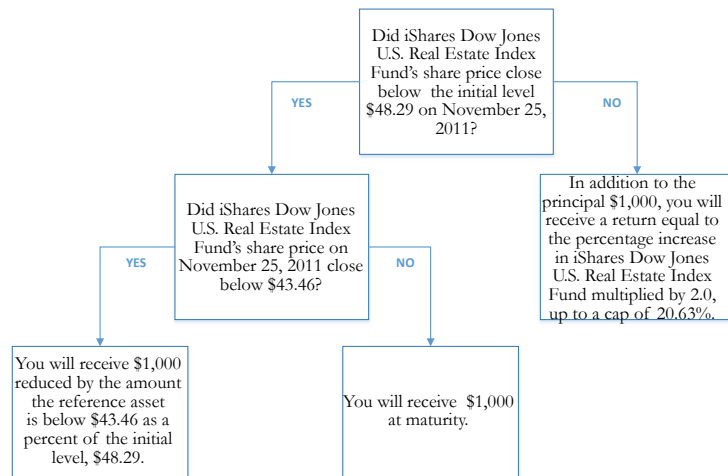 Did iShares Dow Jones
U.S. Real Estate Index
Fund's share price close
below the initial level
$48.29 on November 25,
2011?
YES
NO
Did iShares Dow Jones
U.S. Real Estate Index
Fund's share price on
November 25, 2011 close
below $43.46?
In addition to the
principal $1,000, you will
receive a return equal to
the percentage increase
in iShares Dow Jones
U.S. Real Estate Index
Fund multiplied by 2.0,
up to a cap of 20.63%.
YES
NO
You will receive $1,000
reduced by the amount
the reference asset
is below $43.46 as a
percent of the initial
level, $48.29.
You will receive $1,000
at maturity.